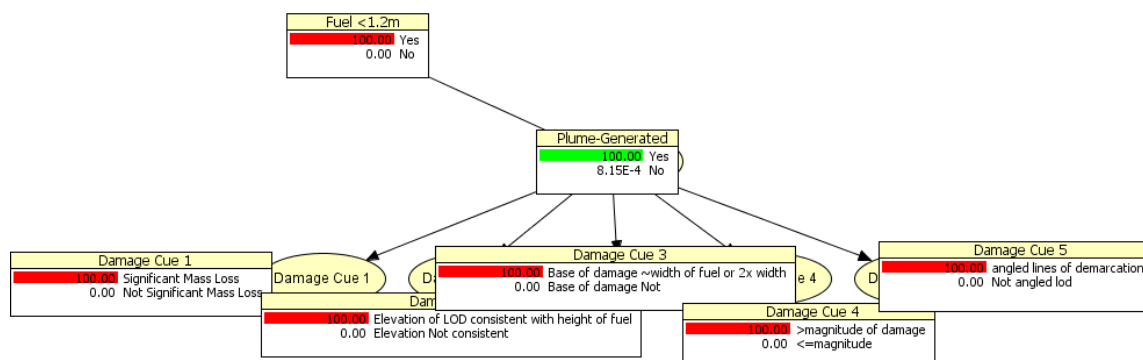 Fuel <1.2m
100.00 Yes
0.00 No
Plume-Generated
100.00 Yes
8.15E-4 No
Damage Cue 1
100.00 Significant Mass Loss
0.00 Not Significant Mass Loss
Damage Cue 1
Da
Dam
100.00 Elevation of LOD consistent with height of fuel
0.00 Elevation Not consistent
Damage Cue 3
100.00 Base of damage ~width of fuel or 2x width
0.00 Base of damage Not
e 4
Damage Cue 4
100.00 >magnitude of damage
0.00 <=magnitude
D
Damage Cue 5
100.00 angled lines of demarcation
0.00 Not angled lod